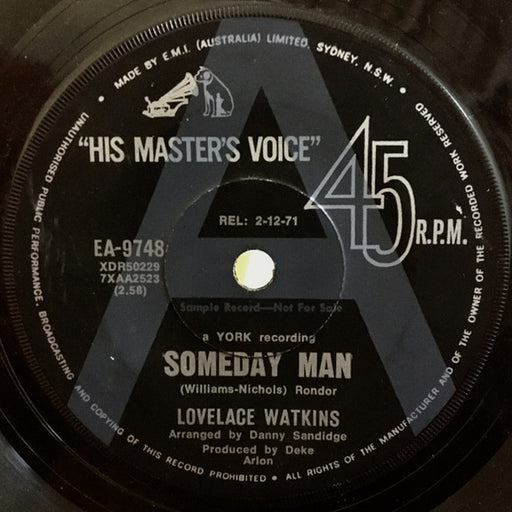 MADE BY E.M.I. (AUSTRALIA) LIMITED, SYDNEY, N.S.W.
"HIS MASTER'S VOICE"
45 R.P.M.
REL: 2-12-71
EA-9748
XDR50229
7XAA2523
(2.58)
A
Sample Record—Not For Sale
a YORK recording
SOMEDAY MAN
(Williams-Nichols) Rondor
LOVELACE WATKINS
Arranged by Danny Sandidge
Produced by Deke
Arlon
UNAUTHORISED PUBLIC PERFORMANCE, BROADCASTING AND COPYING OF THIS RECORD PROHIBITED • ALL RIGHTS OF THE MANUFACTURER AND OF THE OWNER OF THE RECORDED WORK RESERVED